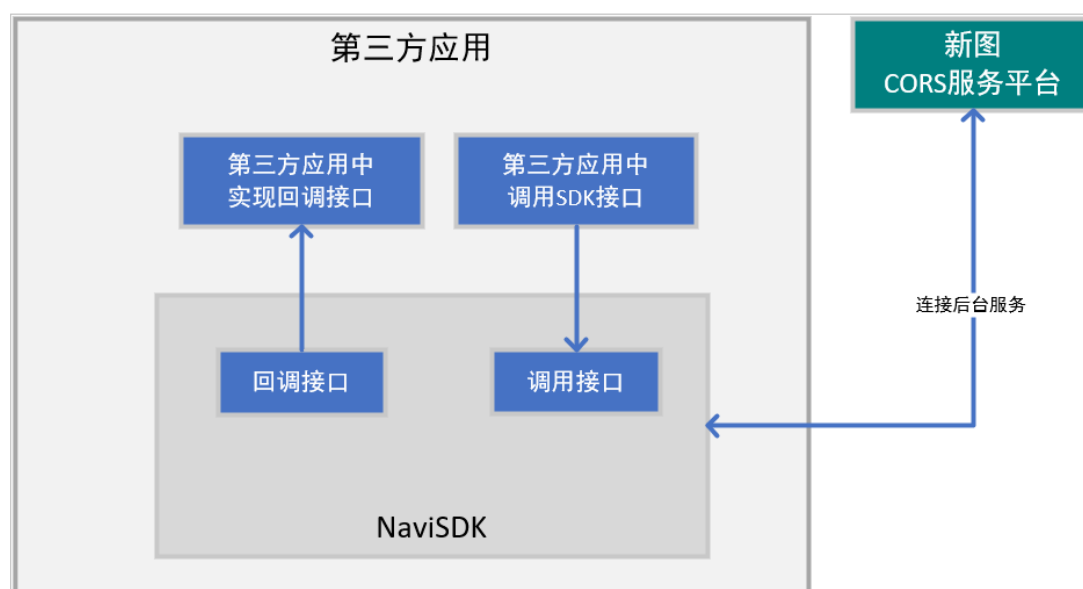 第三方应用
新图
CORS服务平台
第三方应用中
实现回调接口
第三方应用中
调用SDK接口
连接后台服务
回调接口
调用接口
NaviSDK